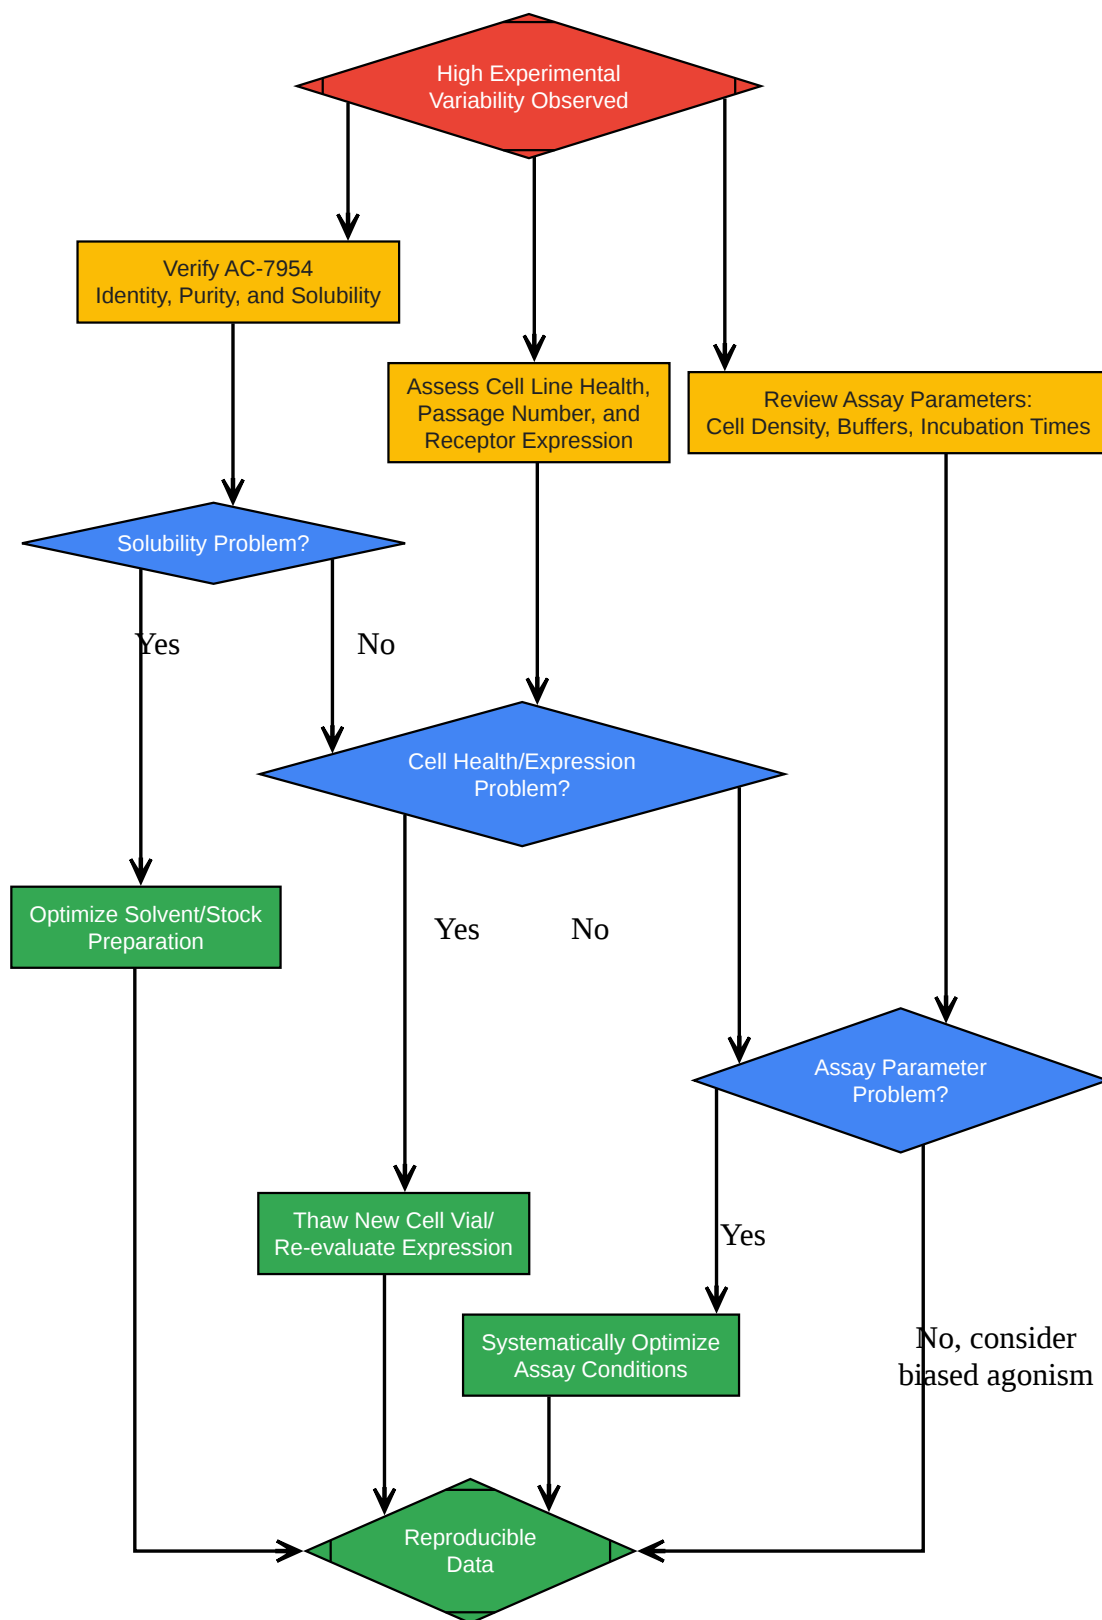 High Experimental
Variability Observed
Verify AC-7954
Identity, Purity, and Solubility
Assess Cell Line Health,
Passage Number, and
Receptor Expression
Review Assay Parameters:
Cell Density, Buffers, Incubation Times
Solubility Problem?
Yes
No
Cell Health/Expression
Problem?
Optimize Solvent/Stock
Preparation
Yes
No
Assay Parameter
Problem?
Thaw New Cell Vial/
Re-evaluate Expression
Yes
Systematically Optimize
Assay Conditions
No, consider
biased agonism
Reproducible
Data